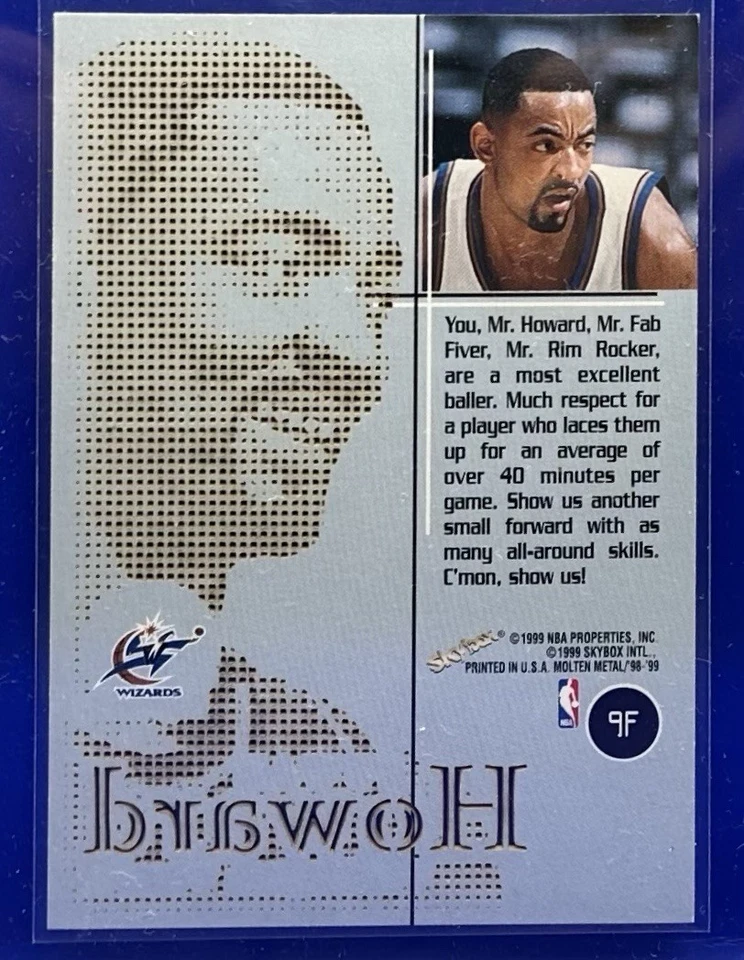 You, Mr. Howard, Mr. Fab
Fiver, Mr. Rim Rocker,
are a most excellent
baller. Much respect for
a player who laces them
up for an average of
over 40 minutes per
game. Show us another
small forward with as
many all-around skills.
C'mon, show us!
WIZARDS
Skybox® ©1999 NBA PROPERTIES, INC.
©1999 SKYBOX INTL.,
PRINTED IN U.S.A. MOLTEN METAL/'98-'99
NBA
9F
Howard